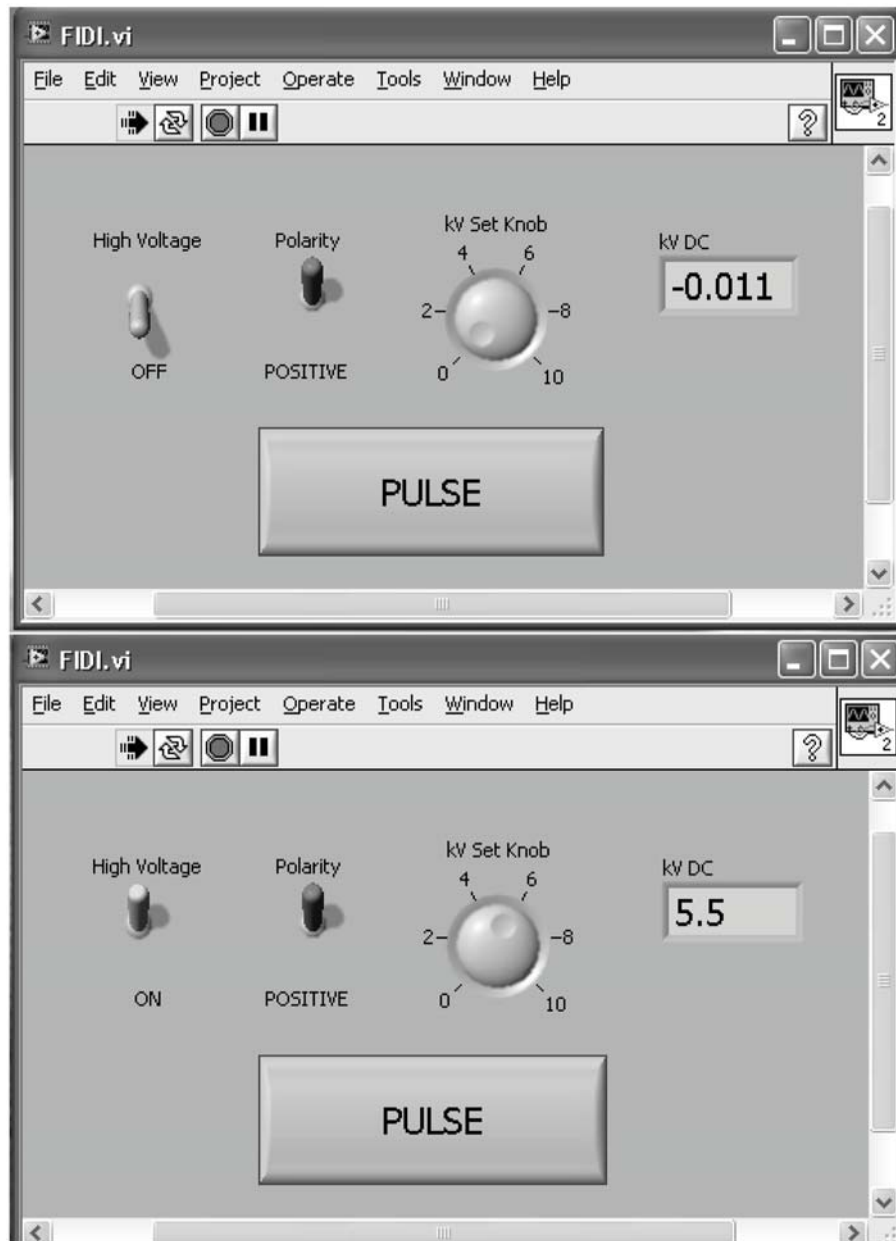 FIDI.vi
File Edit View Project Operate Tools Window Help
2
High Voltage Polarity kV Set Knob kV DC
4 6
-0.011
2 8
OFF POSITIVE 0 10
PULSE
FIDI.vi
File Edit View Project Operate Tools Window Help
2
High Voltage Polarity kV Set Knob kV DC
4 6
5.5
2 8
ON POSITIVE 0 10
PULSE